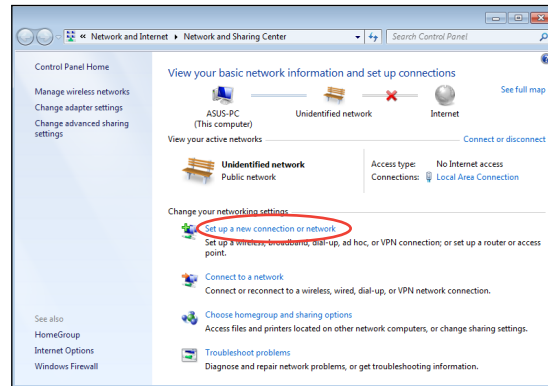 Network and Internet Network and Sharing Center Search Control Panel
Control Panel Home
Manage wireless networks
Change adapter settings
Change advanced sharing
settings
See also
HomeGroup
Internet Options
Windows Firewall
View your basic network information and set up connections
See full map
ASUS-PC
(This computer)
Unidentified network
Internet
View your active networks
Connect or disconnect
Unidentified network
Public network
Access type: No Internet access
Connections: Local Area Connection
Change your networking settings
Set up a new connection or network
Set up a wireless, broadband, dial-up, ad hoc, or VPN connection; or set up a router or access
point.
Connect to a network
Connect or reconnect to a wireless, wired, dial-up, or VPN network connection.
Choose homegroup and sharing options
Access files and printers located on other network computers, or change sharing settings.
Troubleshoot problems
Diagnose and repair network problems, or get troubleshooting information.